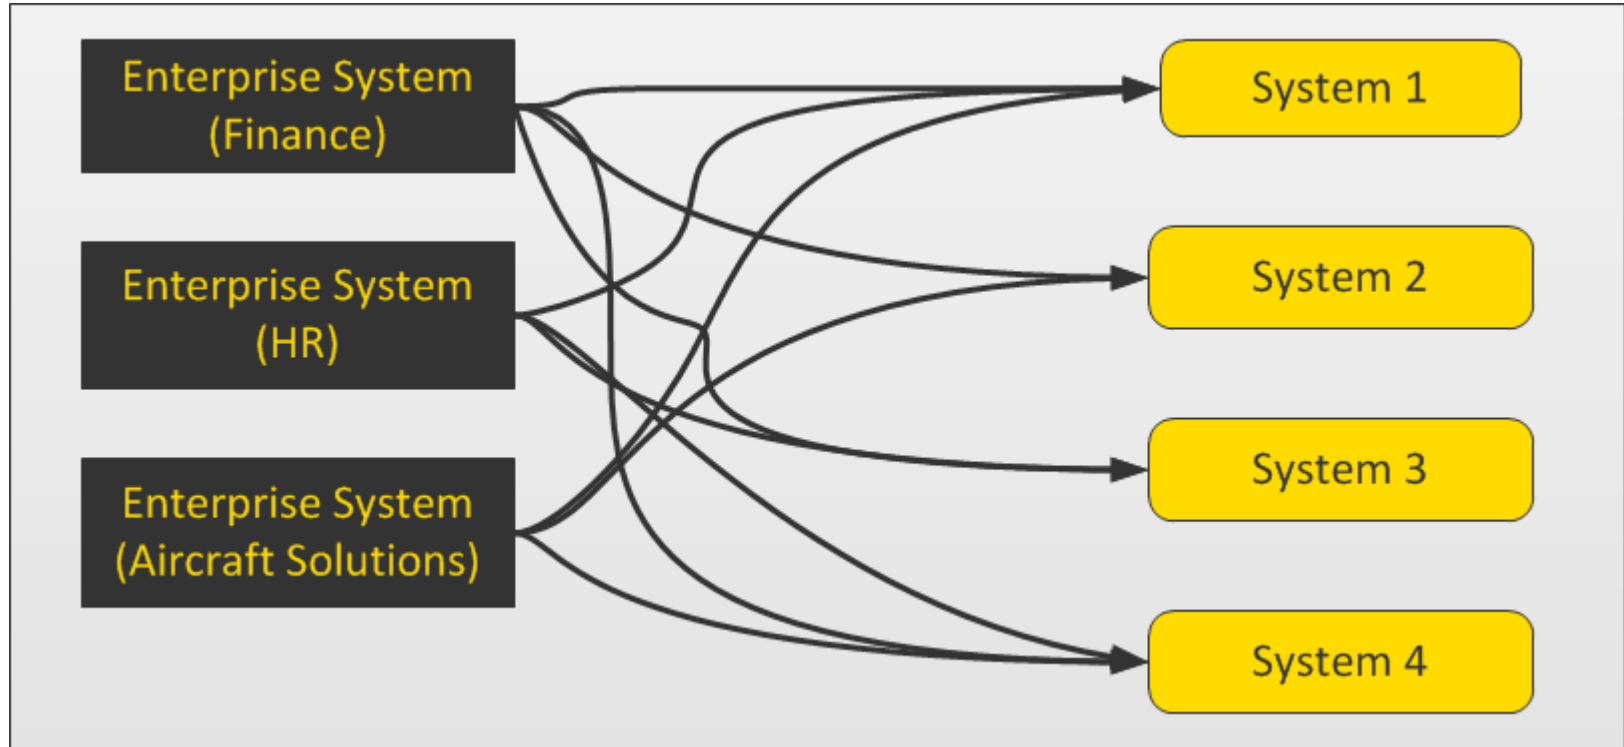 Enterprise System
(Finance)
System 1
Enterprise System
(HR)
System 2
Enterprise System
(Aircraft Solutions)
System 3
System 4